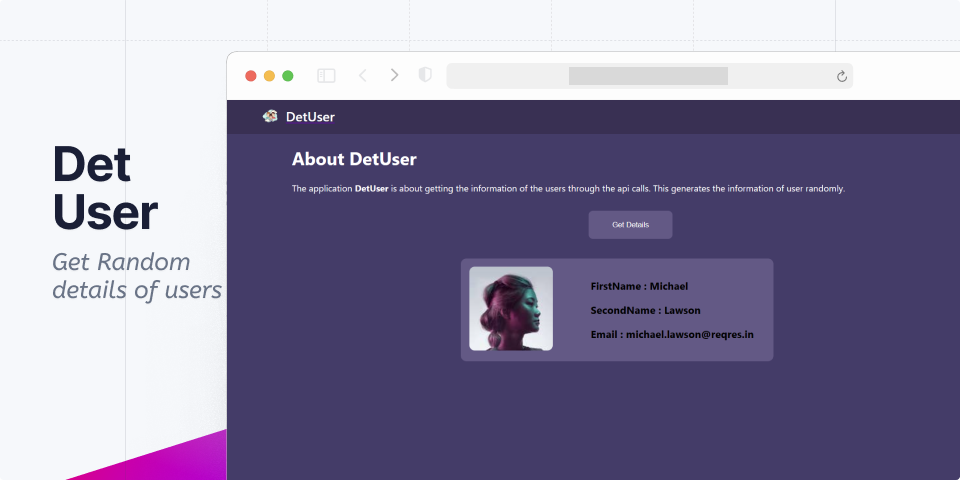 Det
User
Get Random
details of users
DetUser
About DetUser
The application DetUser is about getting the information of the users through the api calls. This generates the information of user randomly.
Get Details
FirstName : Michael
SecondName : Lawson
Email : michael.lawson@reqres.in